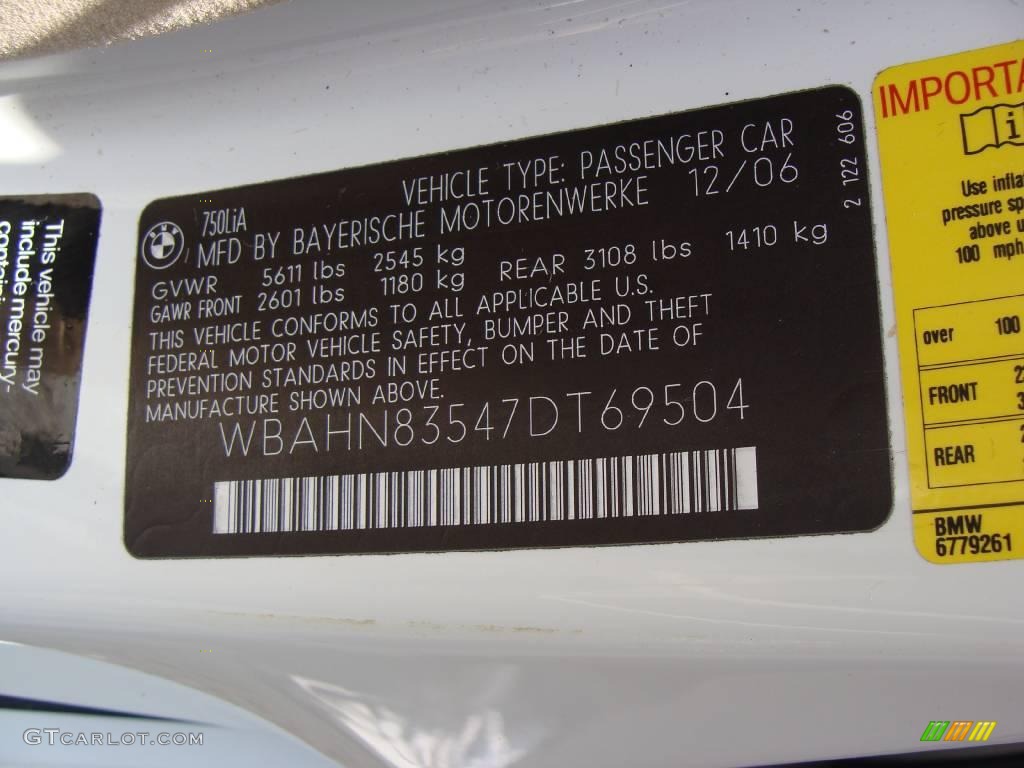 This vehicle may
include mercury
BMW
750LiA
VEHICLE TYPE: PASSENGER CAR
MFD BY BAYERISCHE MOTORENWERKE 12/06
GVWR 5611 lbs 2545 kg
GAWR FRONT 2601 lbs 1180 kg REAR 3108 lbs 1410 kg
THIS VEHICLE CONFORMS TO ALL APPLICABLE U.S.
FEDERAL MOTOR VEHICLE SAFETY, BUMPER AND THEFT
PREVENTION STANDARDS IN EFFECT ON THE DATE OF
MANUFACTURE SHOWN ABOVE.
WBAHN83547DT69504
2 122 606
i
Use
pressure
above
100 mph
over 100
FRONT
REAR
BMW
6779261
GTCARLOT.COM